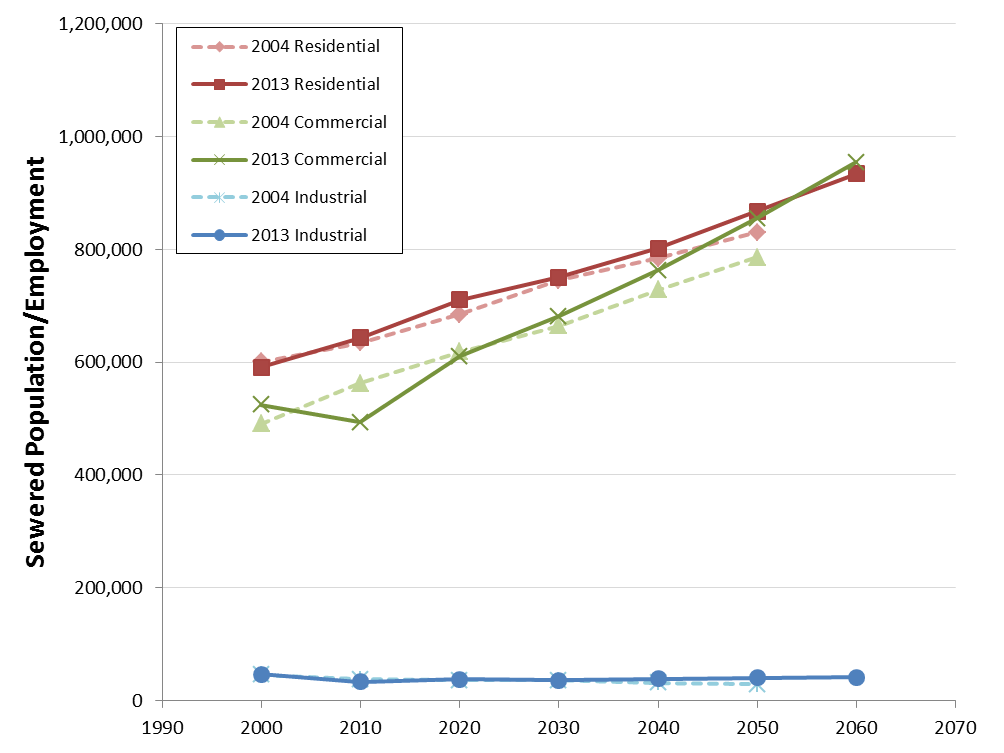 1,200,000
1,000,000
800,000
600,000
400,000
200,000
0
Sewered Population/Employment
2004 Residential
2013 Residential
2004 Commercial
2013 Commercial
2004 Industrial
2013 Industrial
1990 2000 2010 2020 2030 2040 2050 2060 2070